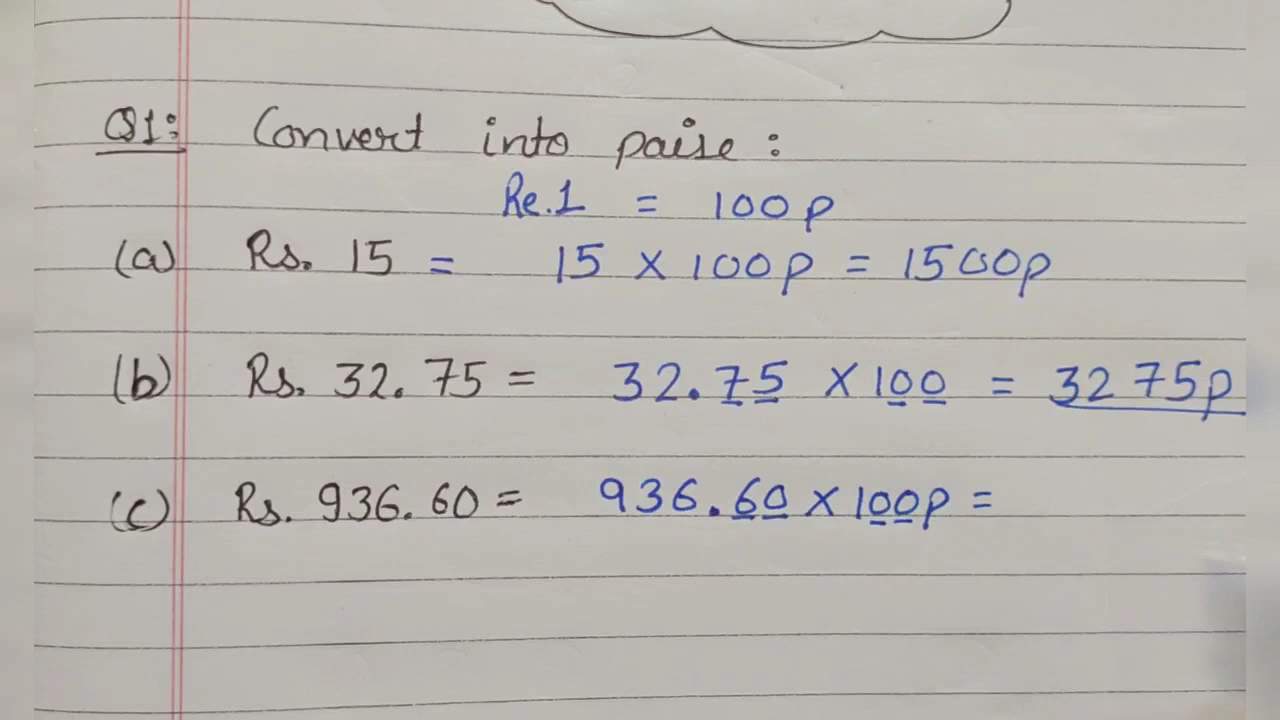 Q1: Convert into paise :
Re.1 = 100p
(a) Rs. 15 = 15 × 100p = 1500p
(b) Rs. 32.75 = 32.75 × 100 = 3275p
(c) Rs. 936.60 = 936.60 × 100p =